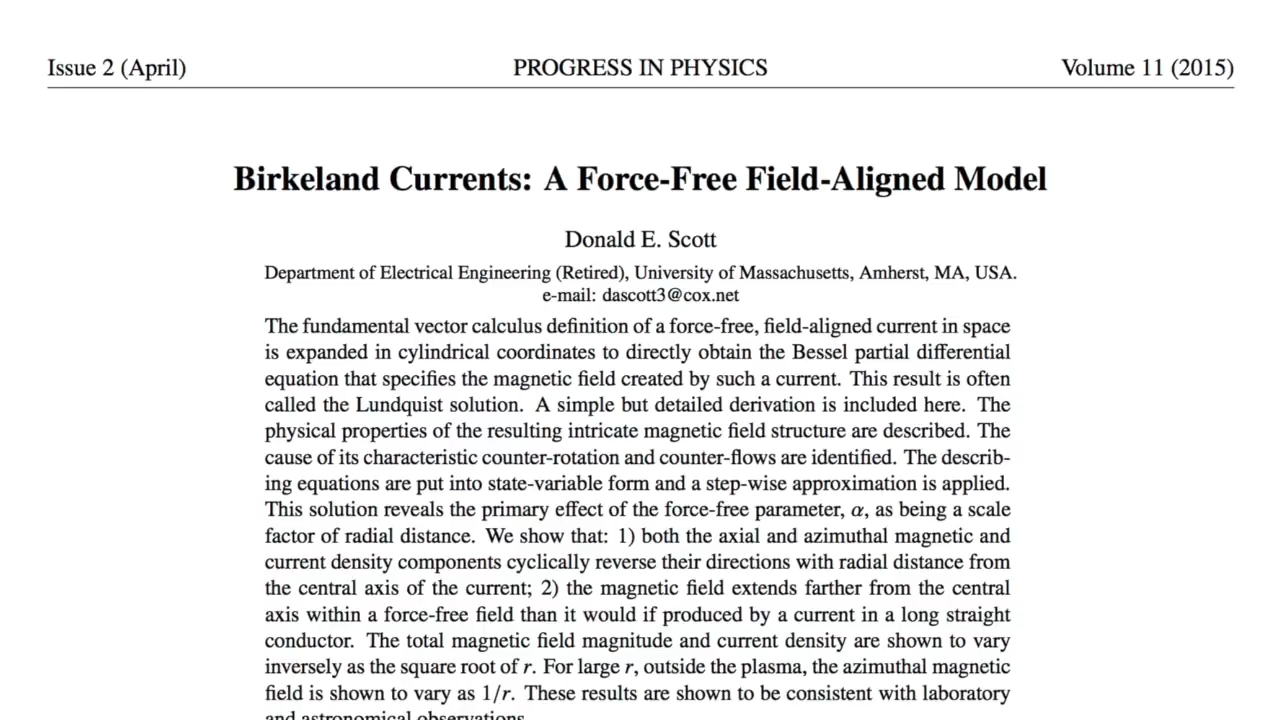 Issue 2 (April) PROGRESS IN PHYSICS Volume 11 (2015)
Birkeland Currents: A Force-Free Field-Aligned Model
Donald E. Scott
Department of Electrical Engineering (Retired), University of Massachusetts, Amherst, MA, USA.
e-mail: dascott3@cox.net
The fundamental vector calculus definition of a force-free, field-aligned current in space
is expanded in cylindrical coordinates to directly obtain the Bessel partial differential
equation that specifies the magnetic field created by such a current. This result is often
called the Lundquist solution. A simple but detailed derivation is included here. The
physical properties of the resulting intricate magnetic field structure are described. The
cause of its characteristic counter-rotation and counter-flows are identified. The describ-
ing equations are put into state-variable form and a step-wise approximation is applied.
This solution reveals the primary effect of the force-free parameter, α, as being a scale
factor of radial distance. We show that: 1) both the axial and azimuthal magnetic and
current density components cyclically reverse their directions with radial distance from
the central axis of the current; 2) the magnetic field extends farther from the central
axis within a force-free field than it would if produced by a current in a long straight
conductor. The total magnetic field magnitude and current density are shown to vary
inversely as the square root of r. For large r, outside the plasma, the azimuthal magnetic
field is shown to vary as 1/r. These results are shown to be consistent with laboratory
and astronomical observations.